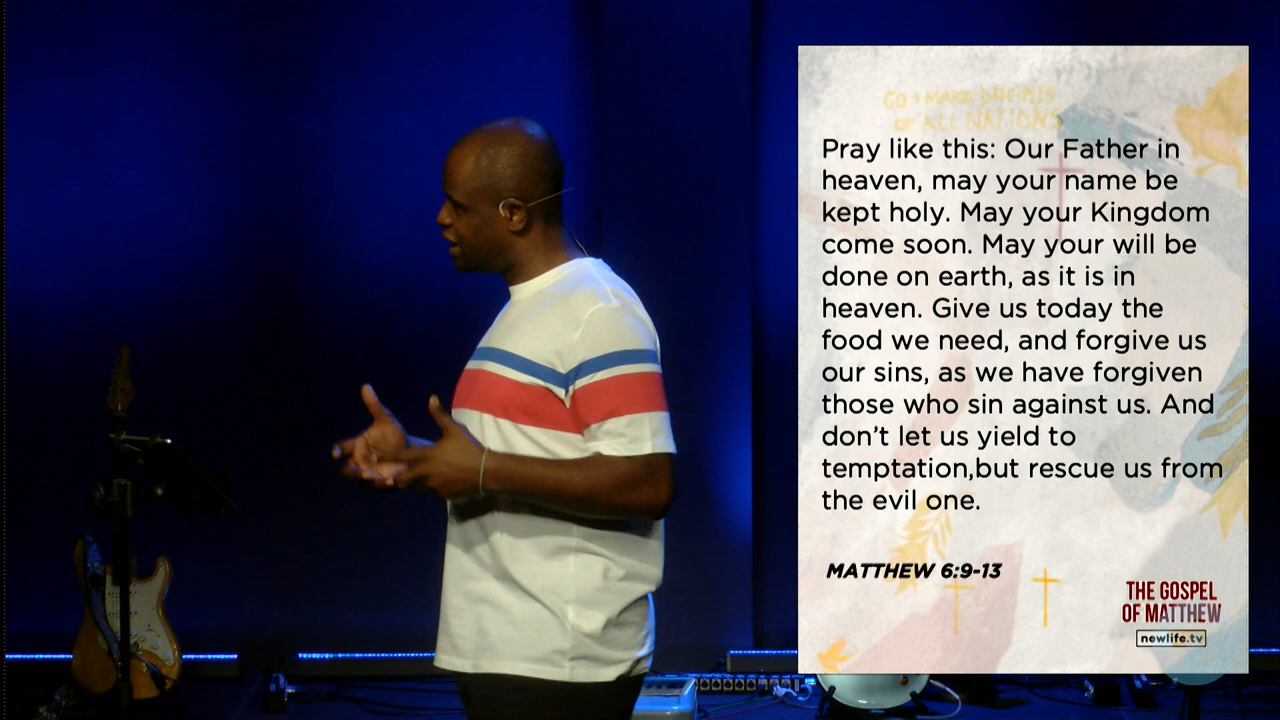 GO + MAKE DISCIPLES
OF ALL NATIONS
Pray like this: Our Father in
heaven, may your name be
kept holy. May your Kingdom
come soon. May your will be
done on earth, as it is in
heaven. Give us today the
food we need, and forgive us
our sins, as we have forgiven
those who sin against us. And
don’t let us yield to
temptation,but rescue us from
the evil one.
MATTHEW 6:9-13
THE GOSPEL
OF MATTHEW
newlife.tv